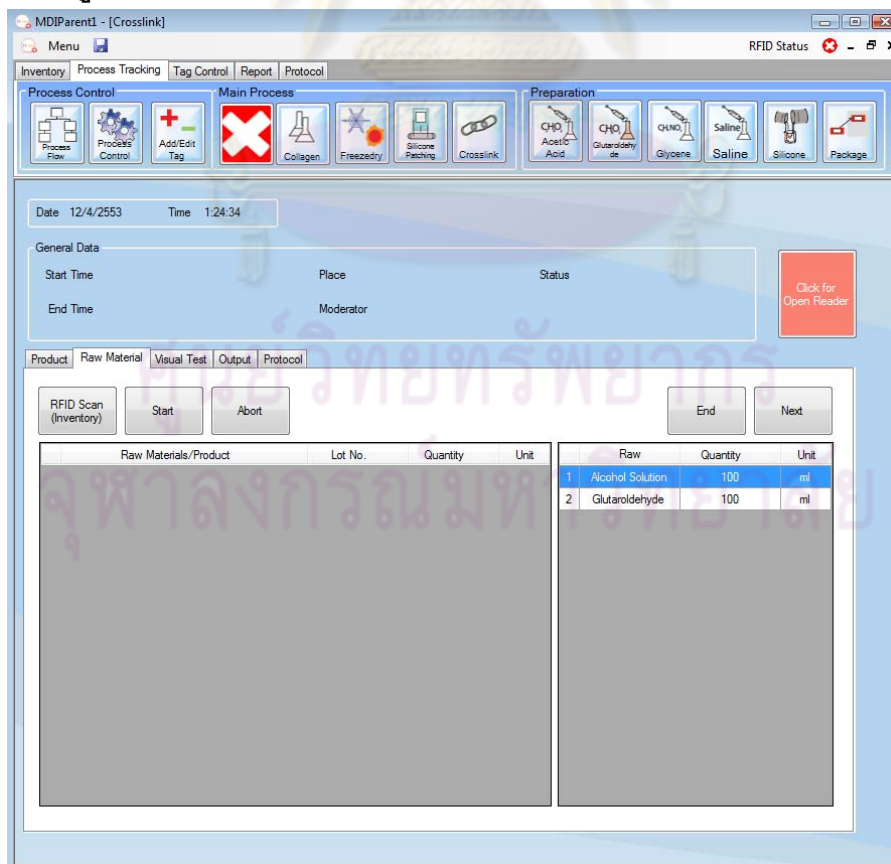 MDIParent1 - [Crosslink]
Menu RFID Status
Inventory Process Tracking Tag Control Report Protocol
Process Control Main Process Preparation
Process Flow
Process Control
Add/Edit Tag
Collagen
Freezedry
Silicone Patching
Crosslink
CHO, Acetic Acid
CHO, Glutaroldehy de
CH,NO, Glycene
Saline Saline
Silicone
Package
Date 12/4/2553 Time 1:24:34
General Data
Start Time Place Status
End Time Moderator
Click for
Open Reader
Product Raw Material Visual Test Output Protocol
RFID Scan
(Inventory)
Start Abort End Next
Raw Materials/Product Lot No. Quantity Unit
Raw Quantity Unit
1 Alcohol Solution 100 ml
2 Glutaroldehyde 100 ml
ศูนย์วิทยทรัพยากร
จุฬาลงกรณ์มหาวิทยาลัย